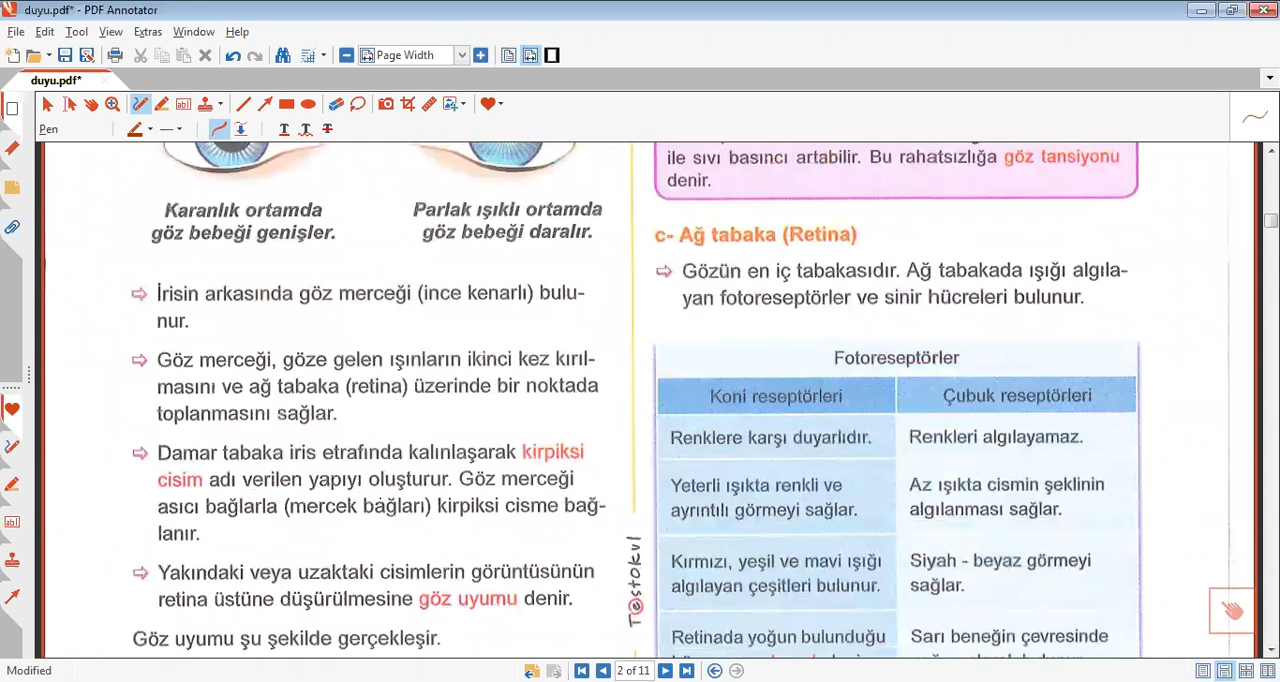 duyu.pdf* - PDF Annotator
File Edit Tool View Extras Window Help
Page Width
duyu.pdf*
Pen
Karanlık ortamda
göz bebeği genişler.
Parlak ışıklı ortamda
göz bebeği daralır.
İrisin arkasında göz merceği (ince kenarlı) bulu-
nur.
Göz merceği, göze gelen ışınların ikinci kez kırıl-
masını ve ağ tabaka (retina) üzerinde bir noktada
toplanmasını sağlar.
Damar tabaka iris etrafında kalınlaşarak kirpiksi
cisim adı verilen yapıyı oluşturur. Göz merceği
asıcı bağlarla (mercek bağları) kirpiksi cisme bağ-
lanır.
Yakındaki veya uzaktaki cisimlerin görüntüsünün
retina üstüne düşürülmesine göz uyumu denir.
Göz uyumu şu şekilde gerçekleşir.
Testokul
ile sıvı basıncı artabilir. Bu rahatsızlığa göz tansiyonu
denir.
c- Ağ tabaka (Retina)
Gözün en iç tabakasıdır. Ağ tabakada ışığı algıla-
yan fotoreseptörler ve sinir hücreleri bulunur.
Fotoreseptörler
Koni reseptörleri Çubuk reseptörleri
Renklere karşı duyarlıdır. Renkleri algılayamaz.
Yeterli ışıkta renkli ve
ayrıntılı görmeyi sağlar.
Az ışıkta cismin şeklinin
algılanması sağlar.
Kırmızı, yeşil ve mavi ışığı
algılayan çeşitleri bulunur.
Siyah - beyaz görmeyi
sağlar.
Retinada yoğun bulunduğu
Sarı beneğin çevresinde
Modified
2 of 11